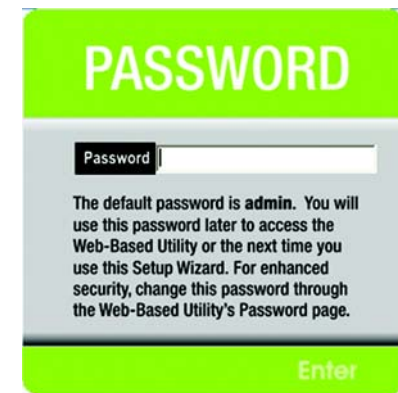 PASSWORD
Password
The default password is admin. You will
use this password later to access the
Web-Based Utility or the next time you
use this Setup Wizard. For enhanced
security, change this password through
the Web-Based Utility's Password page.
Enter